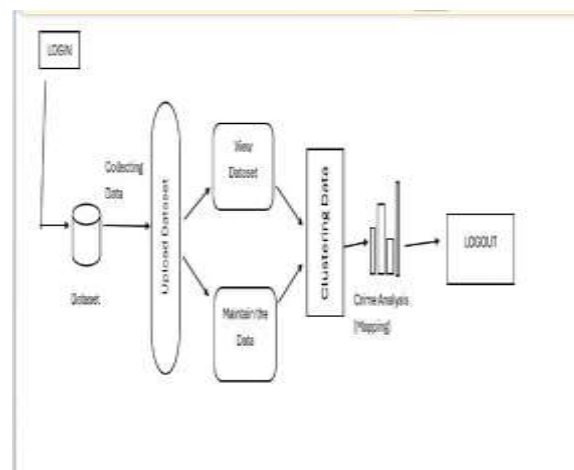 LOGIN
Collecting
Data
Dataset
Upload Dataset
View
Dataset
Maintain the
Data
Clustering Data
Crime Analysis
[Mapping]
LOGOUT